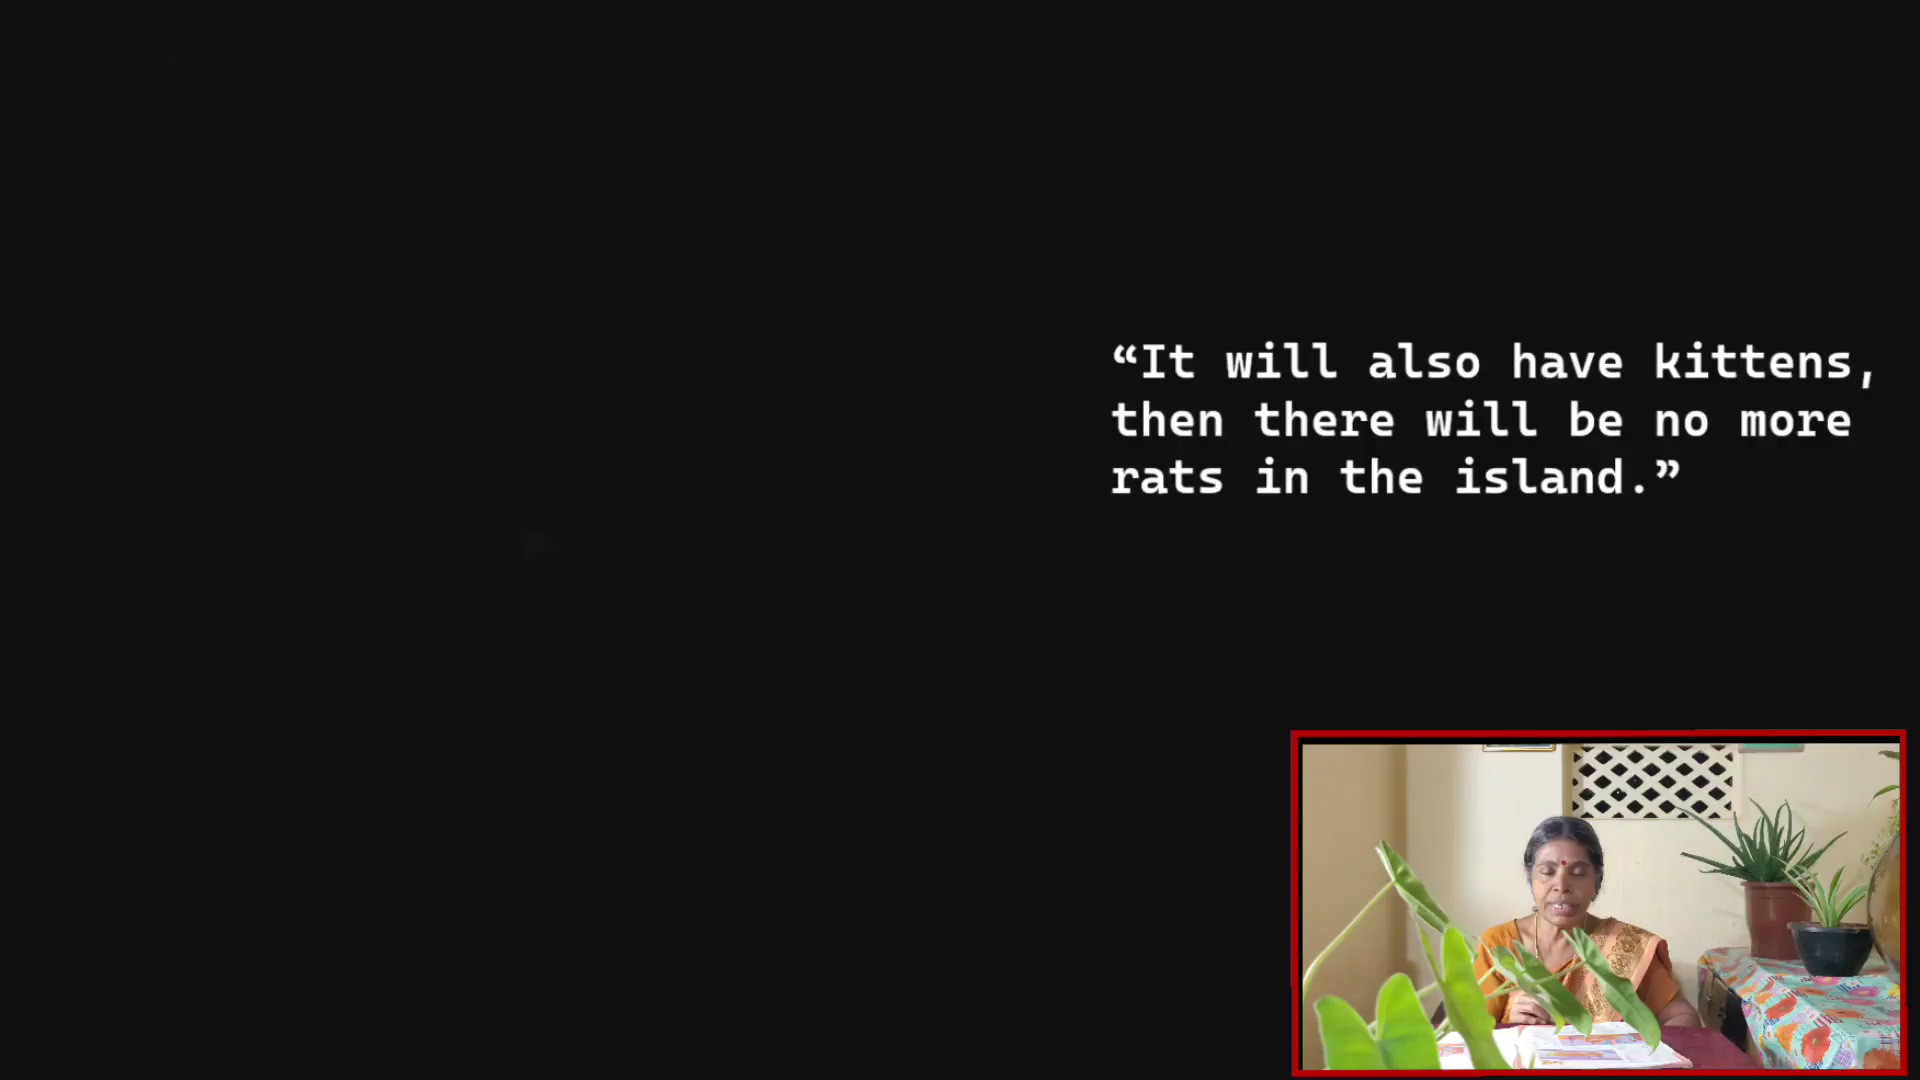 “It will also have kittens,
then there will be no more
rats in the island.”